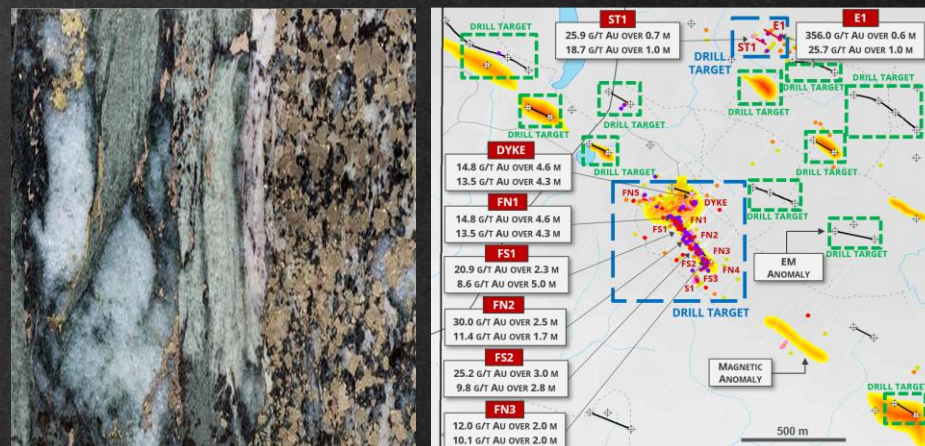 ST1
25.9 G/T AU OVER 0.7 M
18.7 G/T AU OVER 1.0 M
E1
356.0 G/T AU OVER 0.6 M
25.7 G/T AU OVER 1.0 M
DRILL TARGET
E1
ST1
DRILL
TARGET
DRILL TARGET
DRILL TARGET
DRILL TARGET
DRILL TARGET
DRILL TARGET
DRILL TARGET
DYKE
14.8 G/T AU OVER 4.6 M
13.5 G/T AU OVER 4.3 M
DRILL TARGET
FN5
DYKE
DRILL TARGET
FN1
14.8 G/T AU OVER 4.6 M
13.5 G/T AU OVER 4.3 M
FS1
FN1
FN2
FN3
FS2
FN4
FS3
S1
DRILL TARGET
FS1
20.9 G/T AU OVER 2.3 M
8.6 G/T AU OVER 5.0 M
EM
ANOMALY
DRILL TARGET
FN2
30.0 G/T AU OVER 2.5 M
11.4 G/T AU OVER 1.7 M
FS2
25.2 G/T AU OVER 3.0 M
9.8 G/T AU OVER 2.8 M
MAGNETIC
ANOMALY
FN3
12.0 G/T AU OVER 2.0 M
10.1 G/T AU OVER 2.0 M
DRILL TARGET
500 m